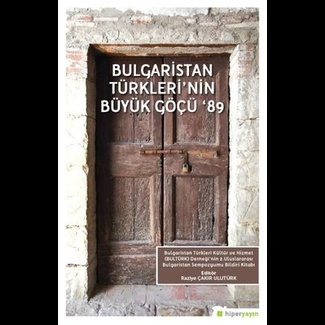 BULGARİSTAN
TÜRKLERİ'NİN
BÜYÜK GÖÇÜ '89
Bulgaristan Türkleri Kültür ve Hizmet
(BULTÜRK) Derneği'nin 2.Uluslararası
Bulgaristan Sempozyumu Bildiri Kitabı
Editör
Raziye ÇAKIR ULUTÜRK
hiperyayın